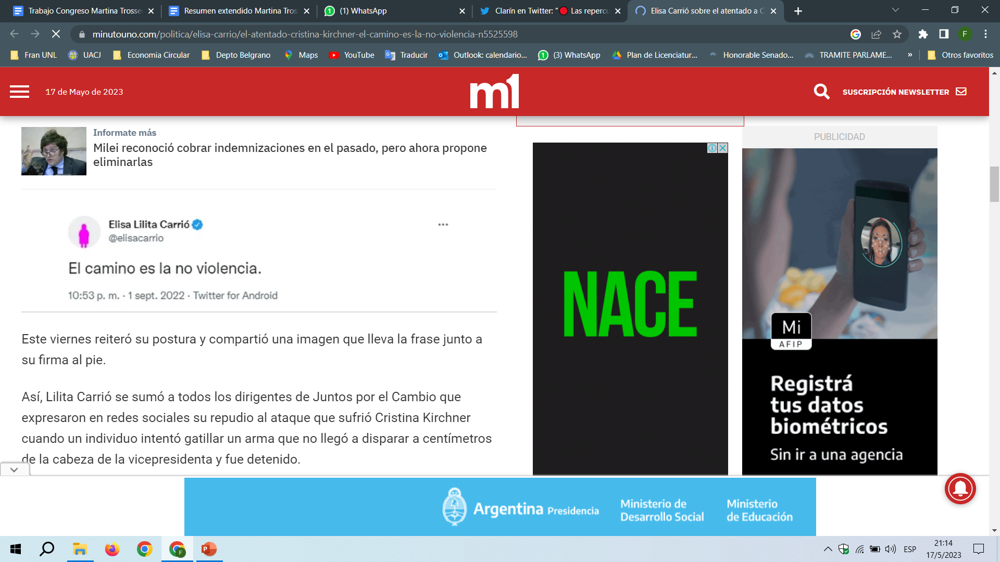 Trabajo Congreso Martina Trosse
Resumen extendido Martina Tros
(1) WhatsApp
Clarín en Twitter: "🔴 Las repercu
Elisa Carrió sobre el atentado a C
minutouno.com/politica/elisa-carrio/el-atentado-cristina-kirchner-el-camino-es-la-no-violencia-n5525598
F
Fran UNL
UACJ
Economia Circular
Depto Belgrano
Maps
YouTube
Traducir
Outlook: calendario...
(3) WhatsApp
Plan de Licenciatur...
Honorable Senado...
TRAMITE PARLAME...
»
Otros favoritos
17 de Mayo de 2023
m1
SUSCRIPCIÓN NEWSLETTER
Informate más
Milei reconoció cobrar indemnizaciones en el pasado, pero ahora propone
eliminarlas
Elisa Lilita Carrió
@elisacarrio
El camino es la no violencia.
10:53 p. m. · 1 sept. 2022 · Twitter for Android
Este viernes reiteró su postura y compartió una imagen que lleva la frase junto a
su firma al pie.
Así, Lilita Carrió se sumó a todos los dirigentes de Juntos por el Cambio que
expresaron en redes sociales su repudio al ataque que sufrió Cristina Kirchner
cuando un individuo intentó gatillar un arma que no llegó a disparar a centímetros
de la cabeza de la vicepresidenta y fue detenido.
NACE
PUBLICIDAD
Mi
AFIP
Registrá
tus datos
biométricos
Sin ir a una agencia
Argentina Presidencia
Ministerio de
Desarrollo Social
Ministerio
de Educación
ESP
21:14
17/5/2023